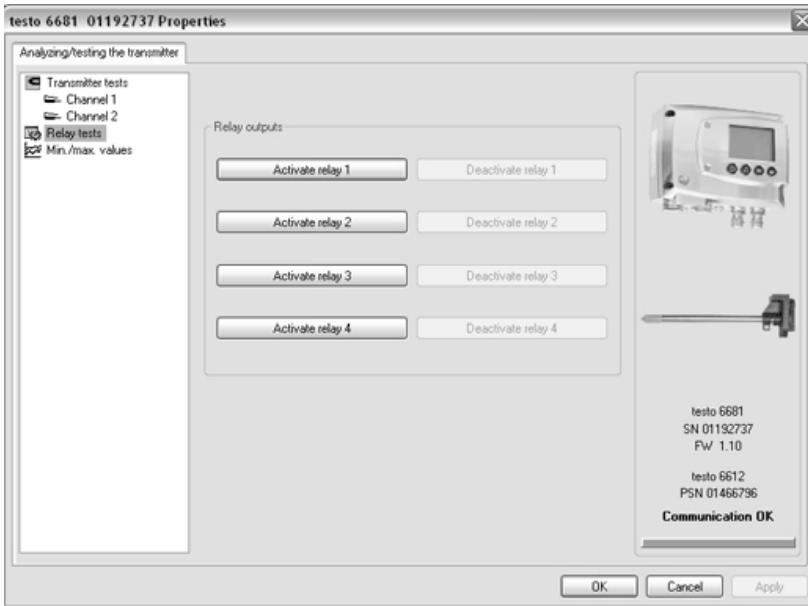 testo 6681 01192737 Properties
Analyzing/testing the transmitter
Transmitter tests
Channel 1
Channel 2
Relay tests
Min./max. values
Relay outputs
Activate relay 1 Deactivate relay 1
Activate relay 2 Deactivate relay 2
Activate relay 3 Deactivate relay 3
Activate relay 4 Deactivate relay 4
testo 6681
SN 01192737
FW 1.10
testo 6612
PSN 01466796
Communication OK
OK Cancel Apply